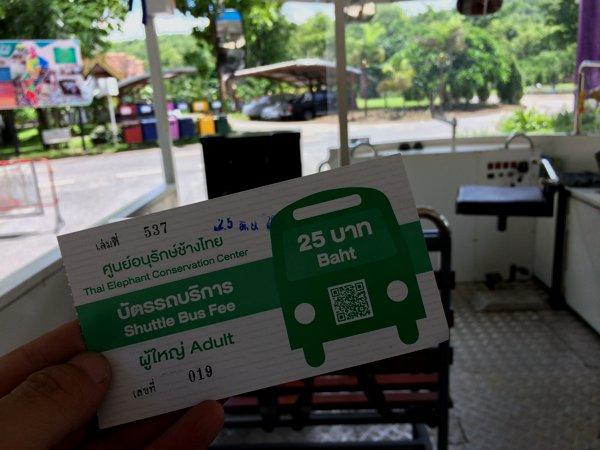 เล่มที่ 537
ศูนย์อนุรักษ์ช้างไทย
Thai Elephant Conservation Center
บัตรรถบริการ
Shuttle Bus Fee
ผู้ใหญ่ Adult
เลขที่ 019
25 บาท
Baht